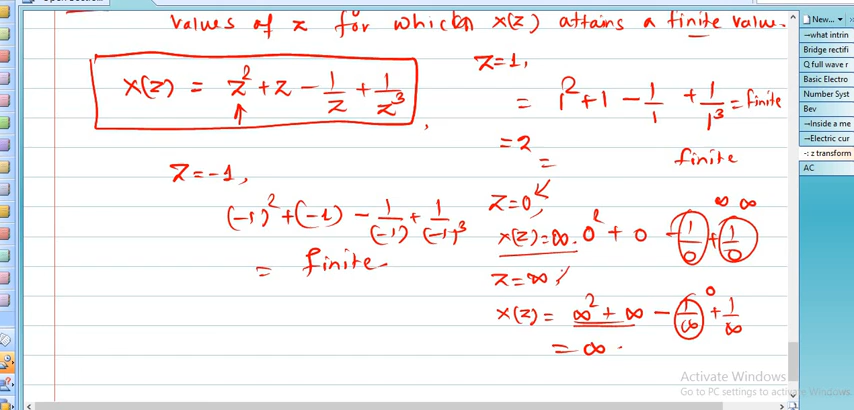 values of z for which x(z) attains a finite value.
x(z) = z² + z - 1/z + 1/z³,
z = -1,
(-1)² + (-1) - 1/(-1) + 1/(-1)³
= finite
z = 1,
= 1² + 1 - 1/1 + 1/1³ = finite
= 2
= finite
z = 0,
∞ ∞
x(z) = ∞. 0² + 0 - 1/0 + 1/0
z = ∞,
0
x(z) = ∞² + ∞ - 1/∞ + 1/∞
= ∞.
New...
→what intrin
Bridge rectifi
Q full wave r
Basic Electro
Number Syst
Bev
→Inside a me
→Electric cur
-: z transform
AC
Activate Windows
Go to PC settings to activate Windows.